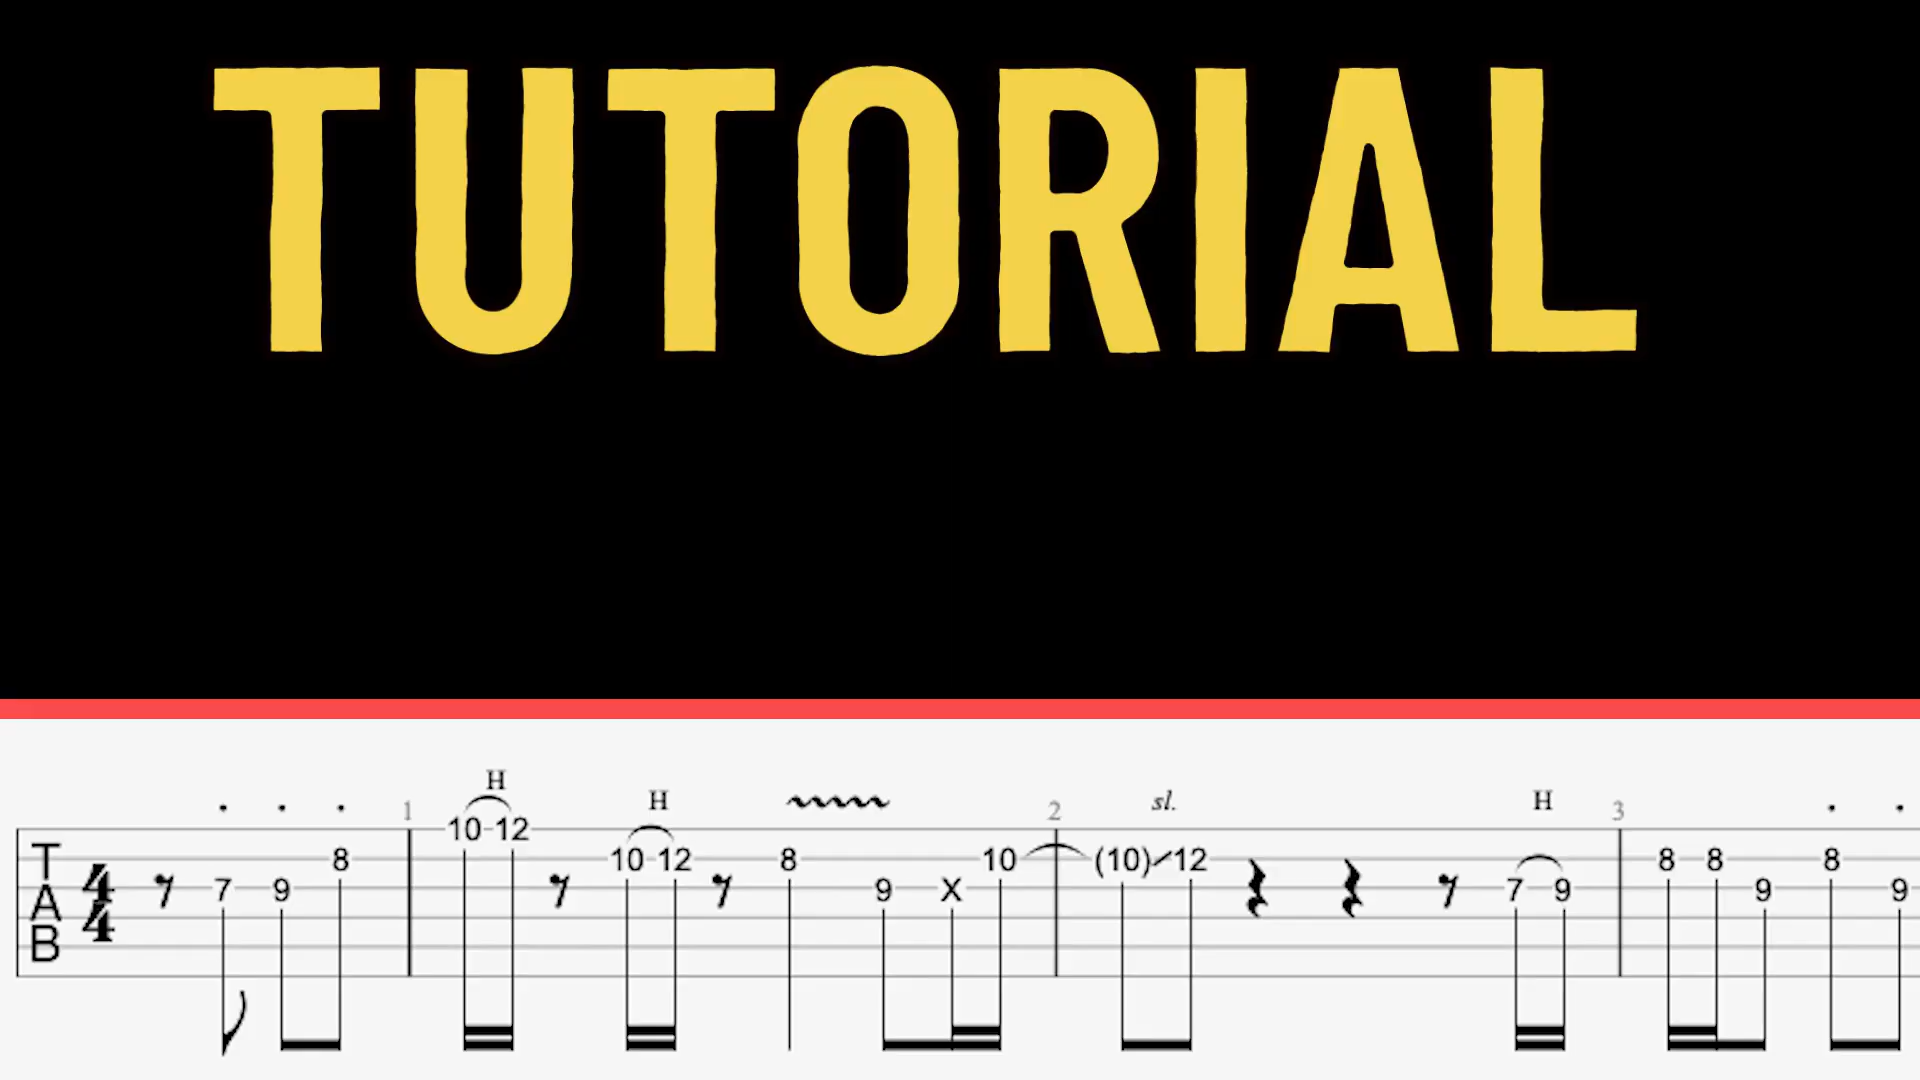 TUTORIAL
H
1 H 2 sl. H 3
10 12
T 8 10 12 8 10 (10) 12 8 8 8
A 4 7 9 9 X 7 9 9 9
B 4